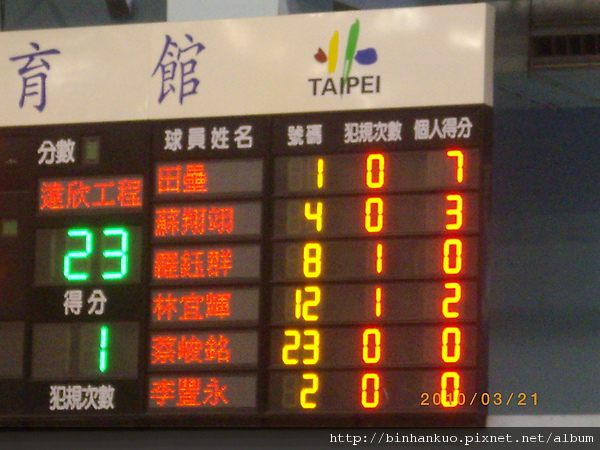 育館
TAIPEI
分數 球員姓名 號碼 犯規次數 個人得分
達欣工程 田壘 1 0 7
蘇翔翊 4 0 3
23 羅鈺群 8 1 0
得分 林宜輝 12 1 2
1 蔡峻銘 23 0 0
犯規次數 李豐永 2 0 0
2010/03/21
http://binhankuo.pixnet.net/album